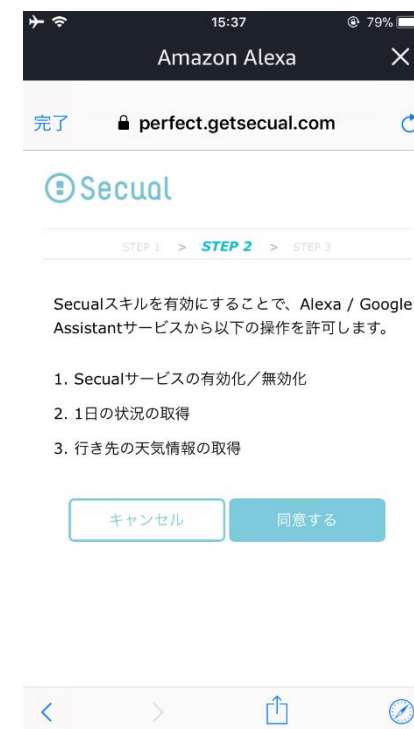 15:37 79%
Amazon Alexa
完了 perfect.getsecual.com
Secual
STEP 1 > STEP 2 > STEP 3
Secualスキルを有効にすることで、Alexa / Google
Assistantサービスから以下の操作を許可します。
1. Secualサービスの有効化／無効化
2. 1日の状況の取得
3. 行き先の天気情報の取得
キャンセル 同意する